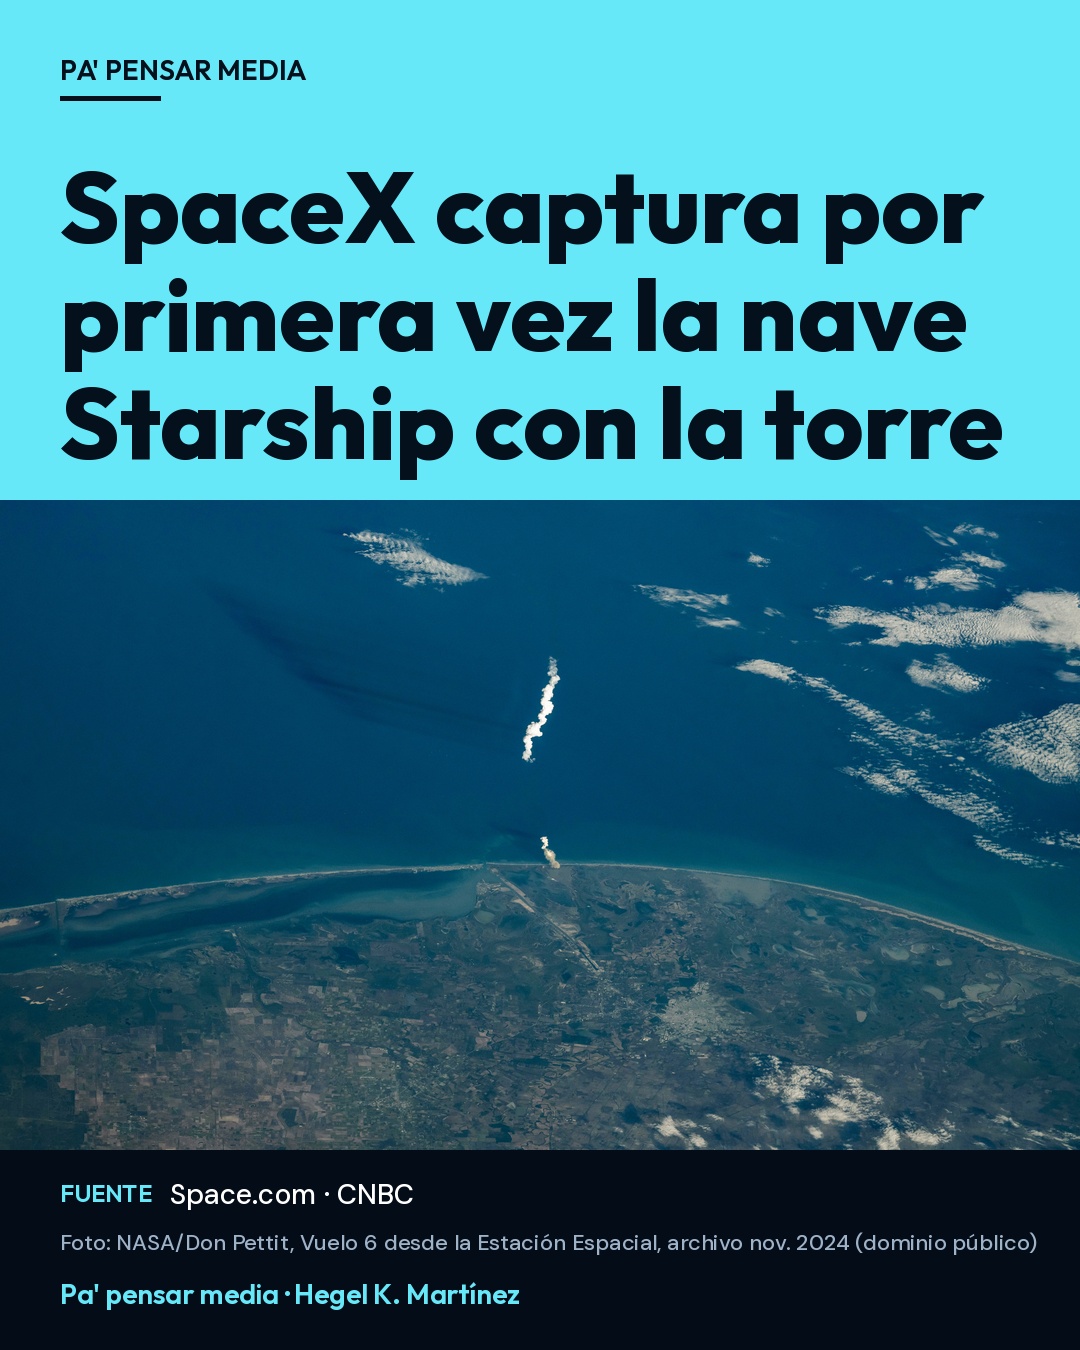 PA' PENSAR MEDIA
SpaceX captura por
primera vez la nave
Starship con la torre
FUENTE Space.com · CNBC
Foto: NASA/Don Pettit, Vuelo 6 desde la Estación Espacial, archivo nov. 2024 (dominio público)
Pa' pensar media · Hegel K. Martínez